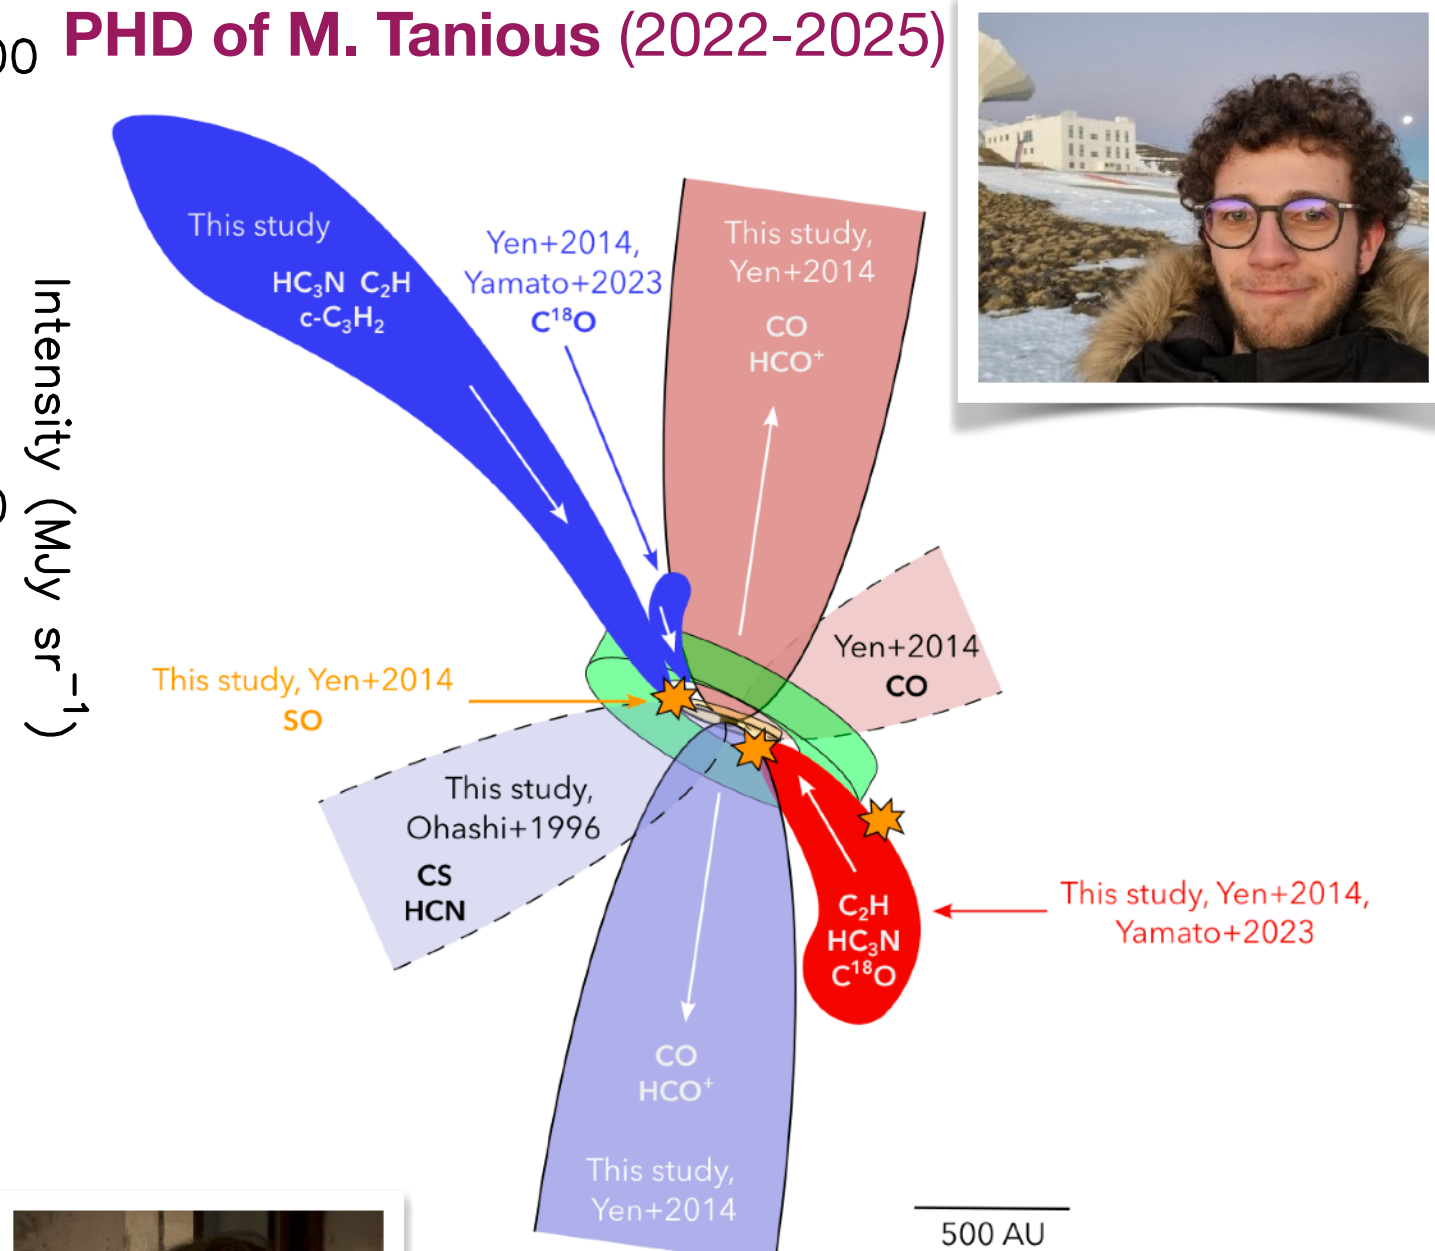 00
PHD of M. Tanious (2022-2025)
This study
HC₃N C₂H
c-C₃H₂
Yen+2014,
Yamato+2023
C¹⁸O
This study,
Yen+2014
CO
HCO⁺
Intensity (MJy sr⁻¹)
Yen+2014
CO
This study, Yen+2014
SO
This study,
Ohashi+1996
CS
HCN
C₂H
HC₃N
C¹⁸O
This study, Yen+2014,
Yamato+2023
CO
HCO⁺
This study,
Yen+2014
500 AU